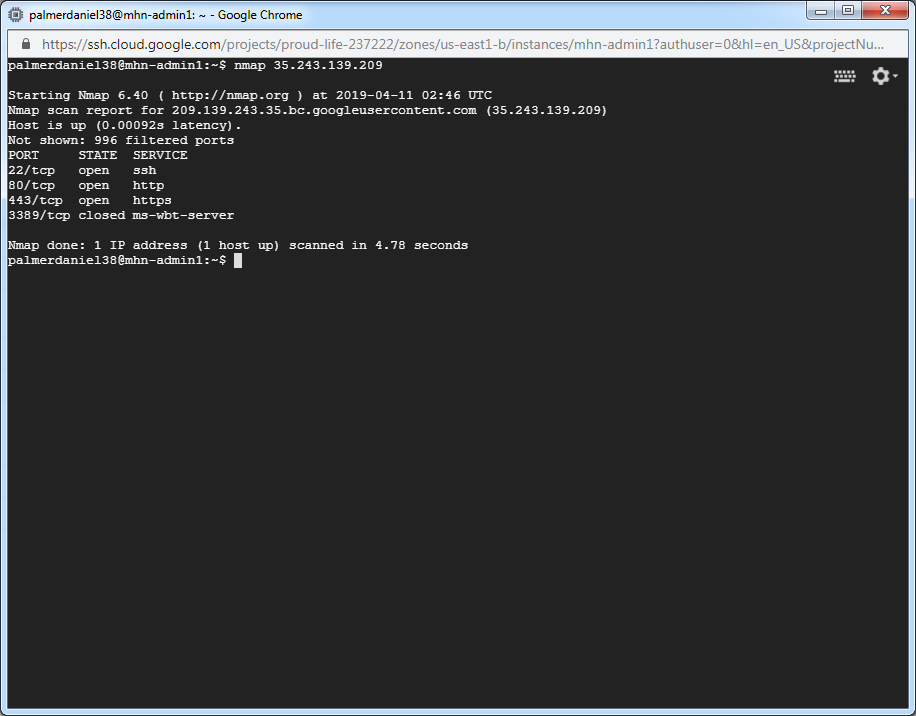 palmerdaniel38@mhn-admin1: ~ - Google Chrome
https://ssh.cloud.google.com/projects/proud-life-237222/zones/us-east1-b/instances/mhn-admin1?authuser=0&hl=en_US&projectNu...
palmerdaniel38@mhn-admin1:~$ nmap 35.243.139.209
Starting Nmap 6.40 ( http://nmap.org ) at 2019-04-11 02:46 UTC
Nmap scan report for 209.139.243.35.bc.googleusercontent.com (35.243.139.209)
Host is up (0.00092s latency).
Not shown: 996 filtered ports
PORT     STATE  SERVICE
22/tcp   open   ssh
80/tcp   open   http
443/tcp  open   https
3389/tcp closed ms-wbt-server
Nmap done: 1 IP address (1 host up) scanned in 4.78 seconds
palmerdaniel38@mhn-admin1:~$